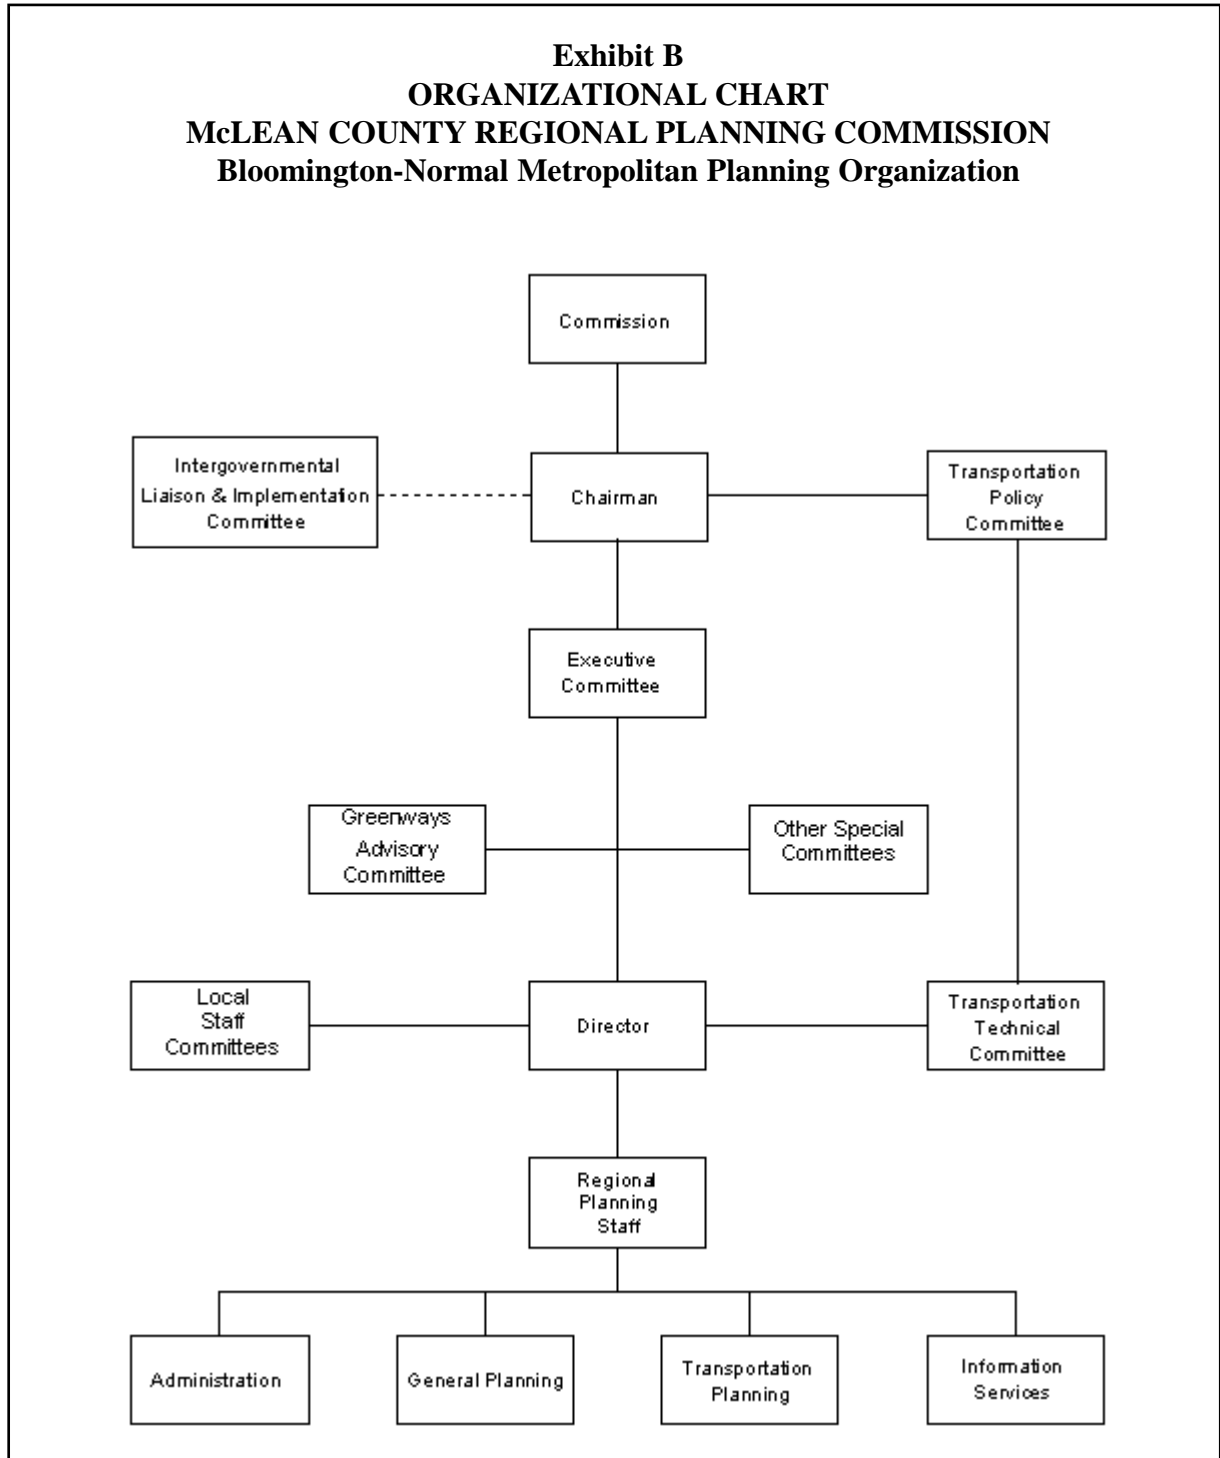 Exhibit B
ORGANIZATIONAL CHART
McLEAN COUNTY REGIONAL PLANNING COMMISSION
Bloomington-Normal Metropolitan Planning Organization
Commission
Intergovernmental
Liaison & Implementation
Committee
Chairman
Transportation
Policy
Committee
Executive
Committee
Greenways
Advisory
Committee
Other Special
Committees
Local
Staff
Committees
Director
Transportation
Technical
Committee
Regional
Planning
Staff
Administration
General Planning
Transportation
Planning
Information
Services